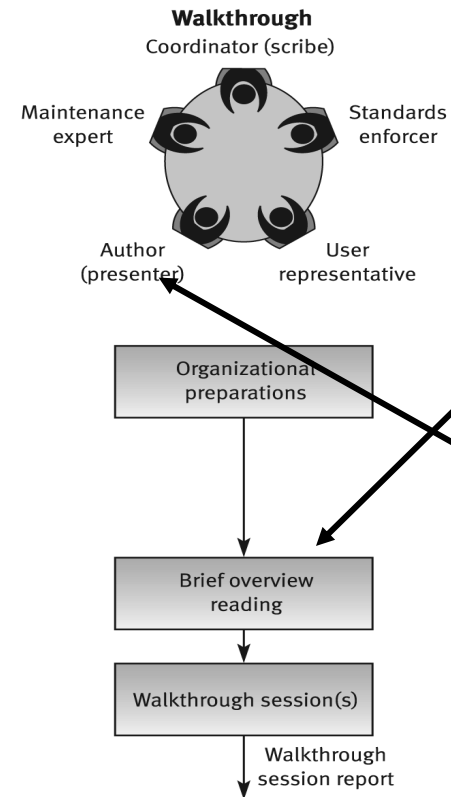 Walkthrough
Coordinator (scribe)
Maintenance
expert
Standards
enforcer
Author
(presenter)
User
representative
Organizational
preparations
Brief overview
reading
Walkthrough session(s)
Walkthrough
session report